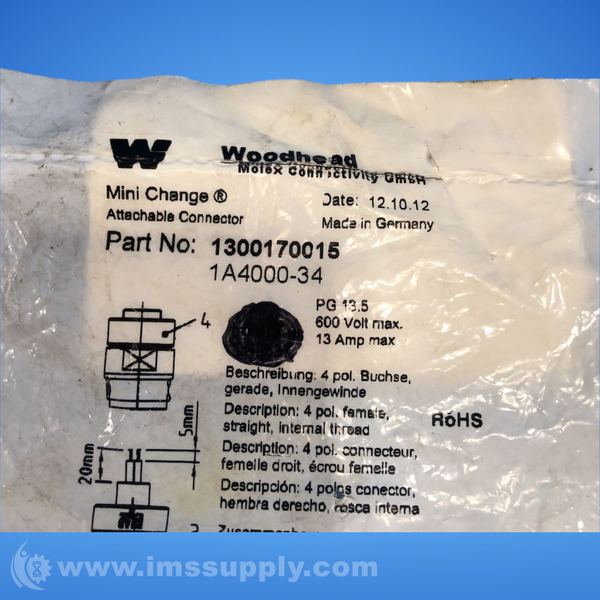 W
Woodhead
Molex Connectivity GmbH
Mini Change ®
Date: 12.10.12
Attachable Connector
Made in Germany
Part No: 1300170015
1A4000-34
4
PG 13.5
600 Volt max.
13 Amp max
Beschreibung: 4 pol. Buchse,
gerade, Innengewinde
5mm
Description: 4 pol. female,
straight, internal thread
RoHS
20mm
Description: 4 pol. connecteur,
femelle droit, écrou femelle
Descripción: 4 polos conector,
hembra derecho, rosca interna
www.imssupply.com/